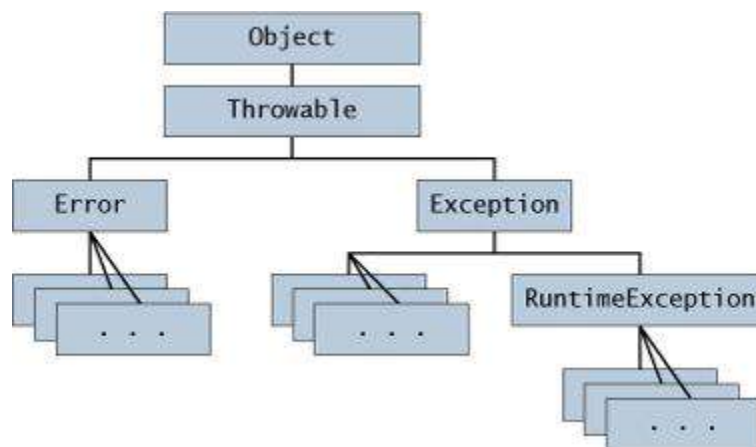 Object
Throwable
Error
Exception
RuntimeException
. . .
. . .
. . .